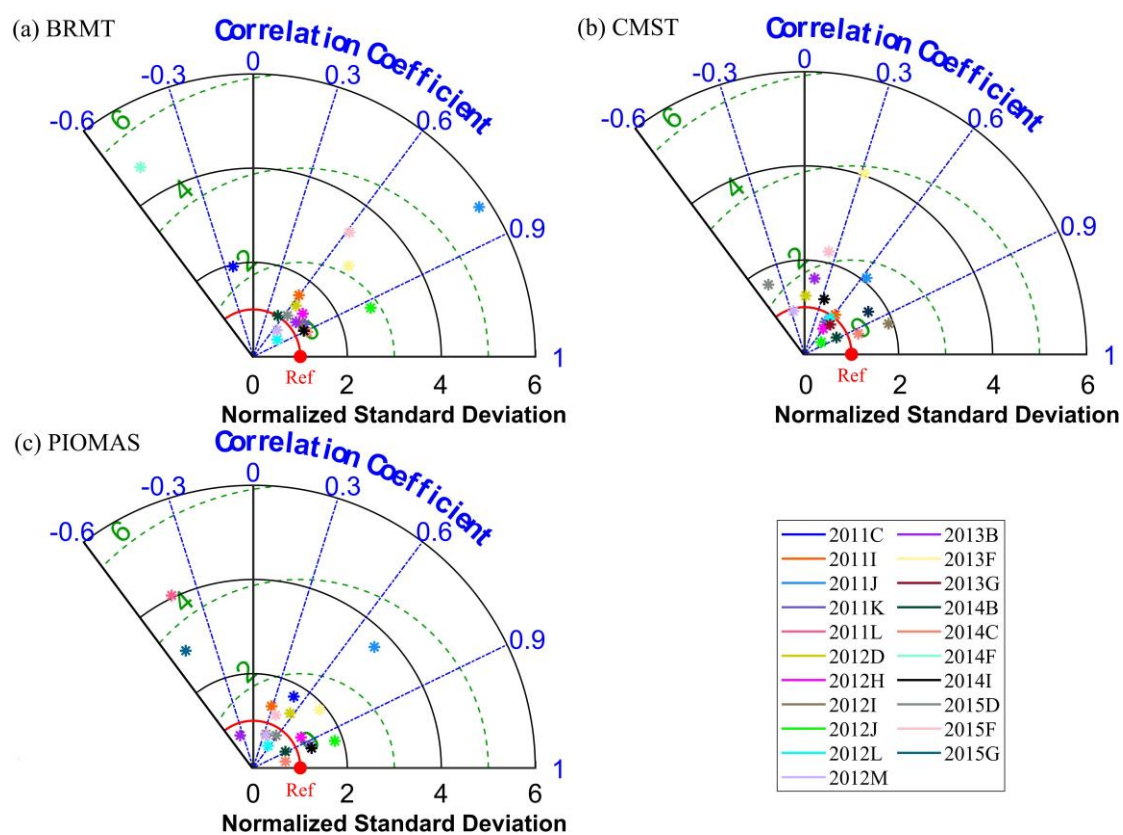 (a) BRMT
Correlation Coefficient
-0.6
-0.3
0
0.3
0.6
0.9
1
6
4
2
0
Ref
0
2
4
6
Normalized Standard Deviation
(b) CMST
Correlation Coefficient
-0.6
-0.3
0
0.3
0.6
0.9
1
6
4
2
0
Ref
0
2
4
6
Normalized Standard Deviation
(c) PIOMAS
Correlation Coefficient
-0.6
-0.3
0
0.3
0.6
0.9
1
6
4
2
0
Ref
0
2
4
6
Normalized Standard Deviation
2011C 2013B
2011I 2013F
2011J 2013G
2011K 2014B
2011L 2014C
2012D 2014F
2012H 2014I
2012I 2015D
2012J 2015F
2012L 2015G
2012M